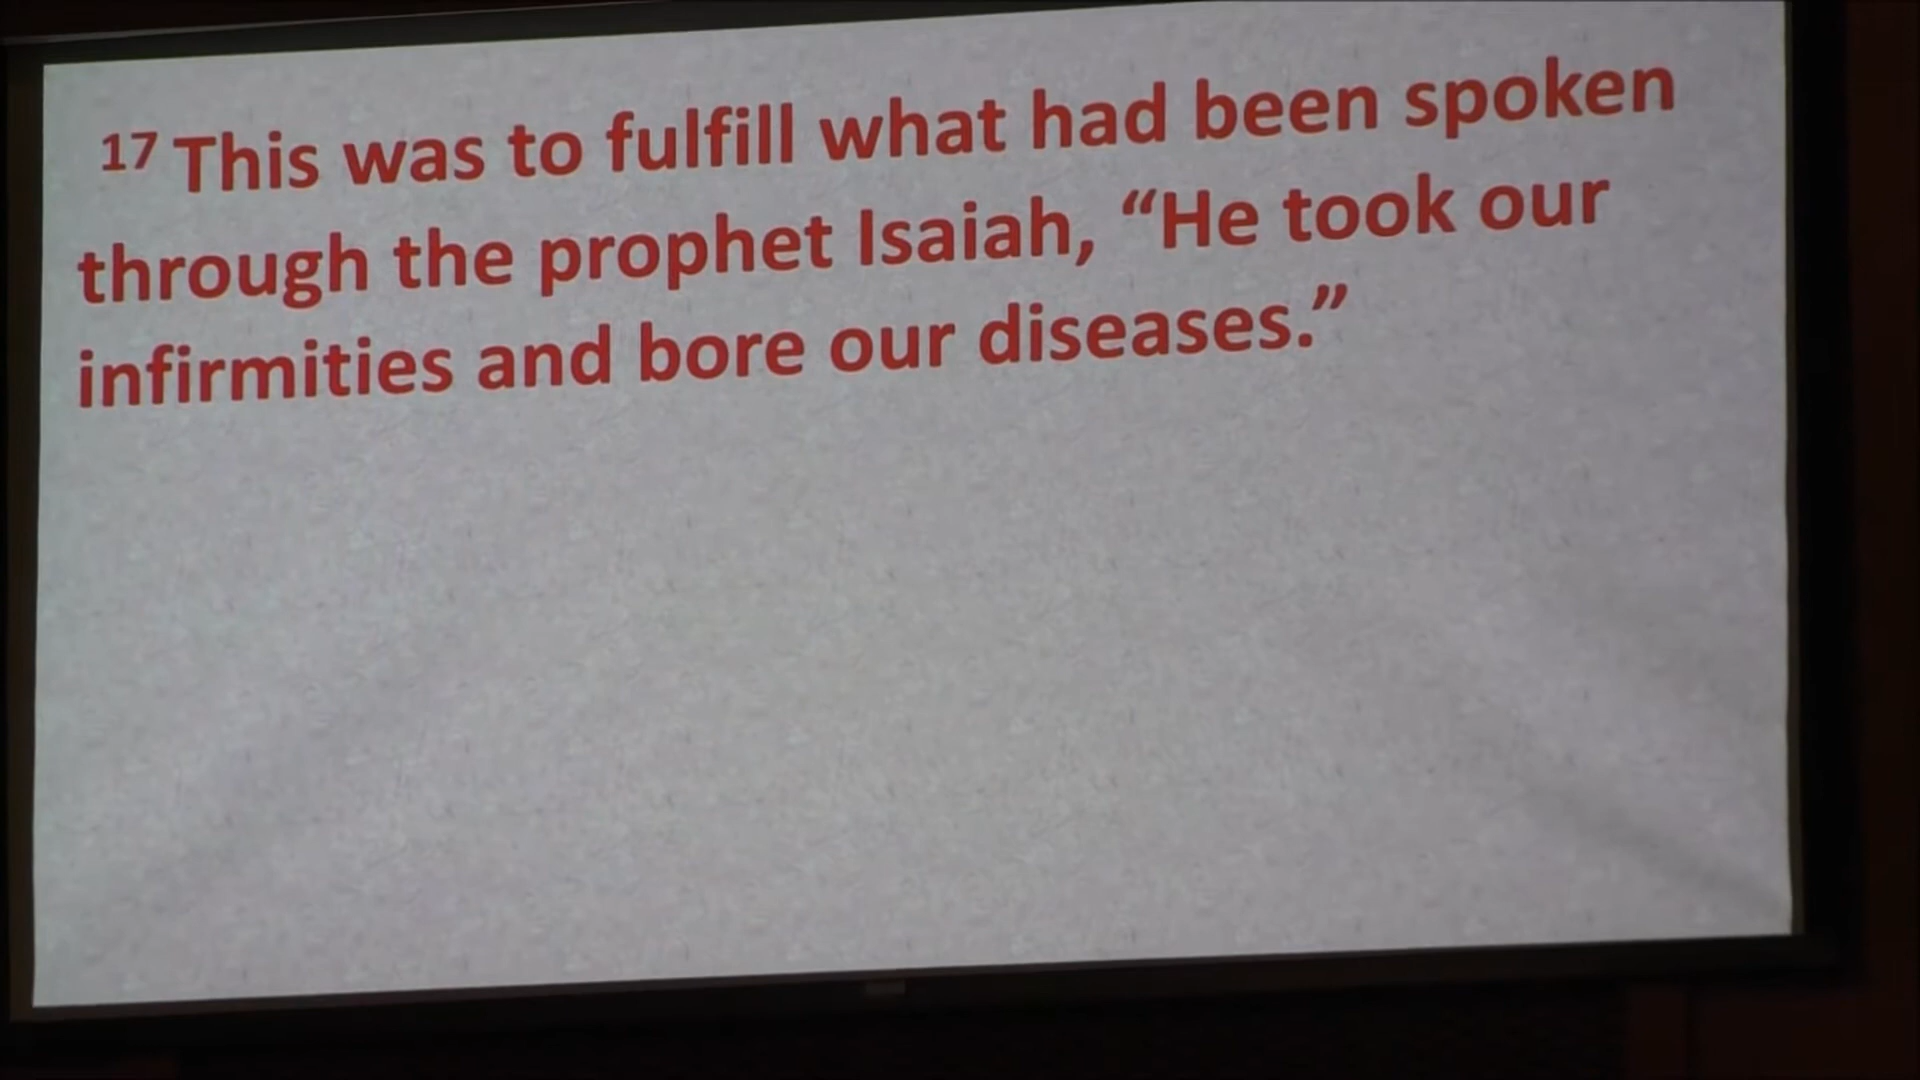 17 This was to fulfill what had been spoken
through the prophet Isaiah, “He took our
infirmities and bore our diseases.”